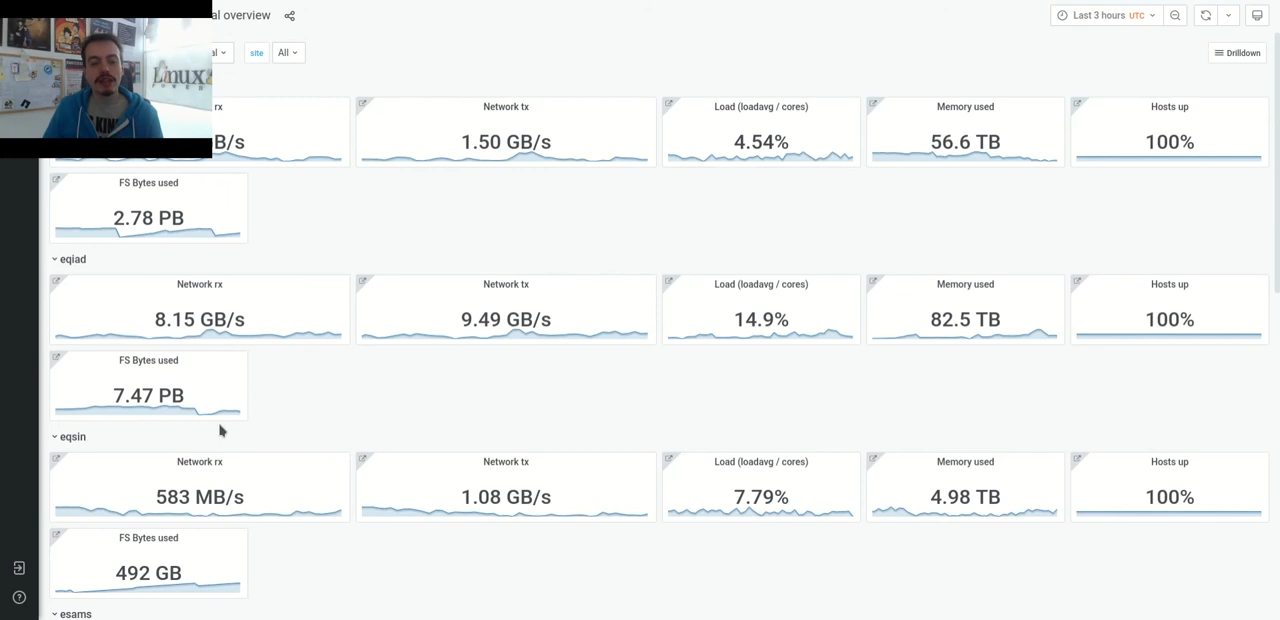 al overview
Last 3 hours UTC
al
site
All
Drilldown
Linux
rx
Network tx
Load (loadavg / cores)
Memory used
Hosts up
B/s
1.50 GB/s
4.54%
56.6 TB
100%
FS Bytes used
2.78 PB
eqiad
Network rx
Network tx
Load (loadavg / cores)
Memory used
Hosts up
8.15 GB/s
9.49 GB/s
14.9%
82.5 TB
100%
FS Bytes used
7.47 PB
eqsin
Network rx
Network tx
Load (loadavg / cores)
Memory used
Hosts up
583 MB/s
1.08 GB/s
7.79%
4.98 TB
100%
FS Bytes used
492 GB
esams